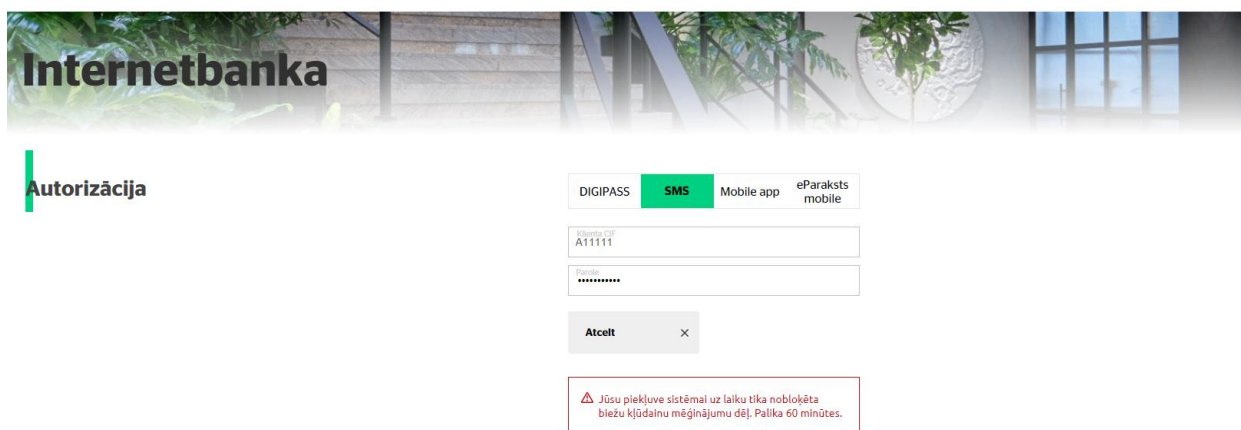 Internetbanka
Autorizācija
DIGIPASS
SMS
Mobile app
eParaksts
mobile
Klienta CIF
A11111
Parole
•••••••••••
Atcelt
Jūsu piekļuve sistēmai uz laiku tika nobloķēta
biežu kļūdainu mēģinājumu dēļ. Palika 60 minūtes.